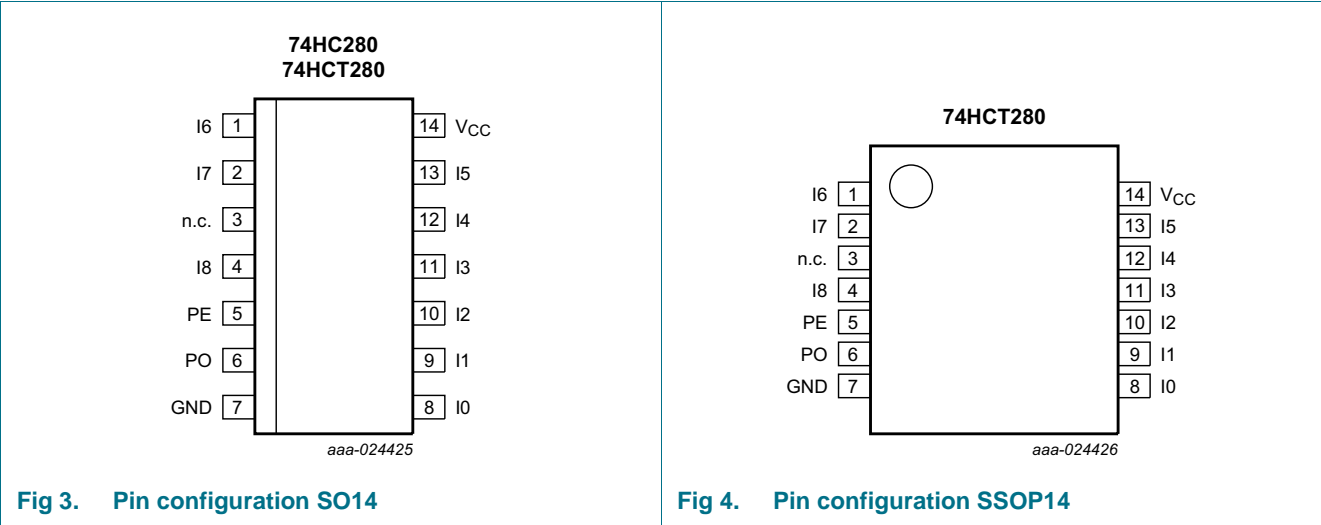 74HC280
74HCT280
I6 1 14 VCC
I7 2 13 I5
n.c. 3 12 I4
I8 4 11 I3
PE 5 10 I2
PO 6 9 I1
GND 7 8 I0
aaa-024425
Fig 3. Pin configuration SO14
74HCT280
I6 1 14 VCC
I7 2 13 I5
n.c. 3 12 I4
I8 4 11 I3
PE 5 10 I2
PO 6 9 I1
GND 7 8 I0
aaa-024426
Fig 4. Pin configuration SSOP14